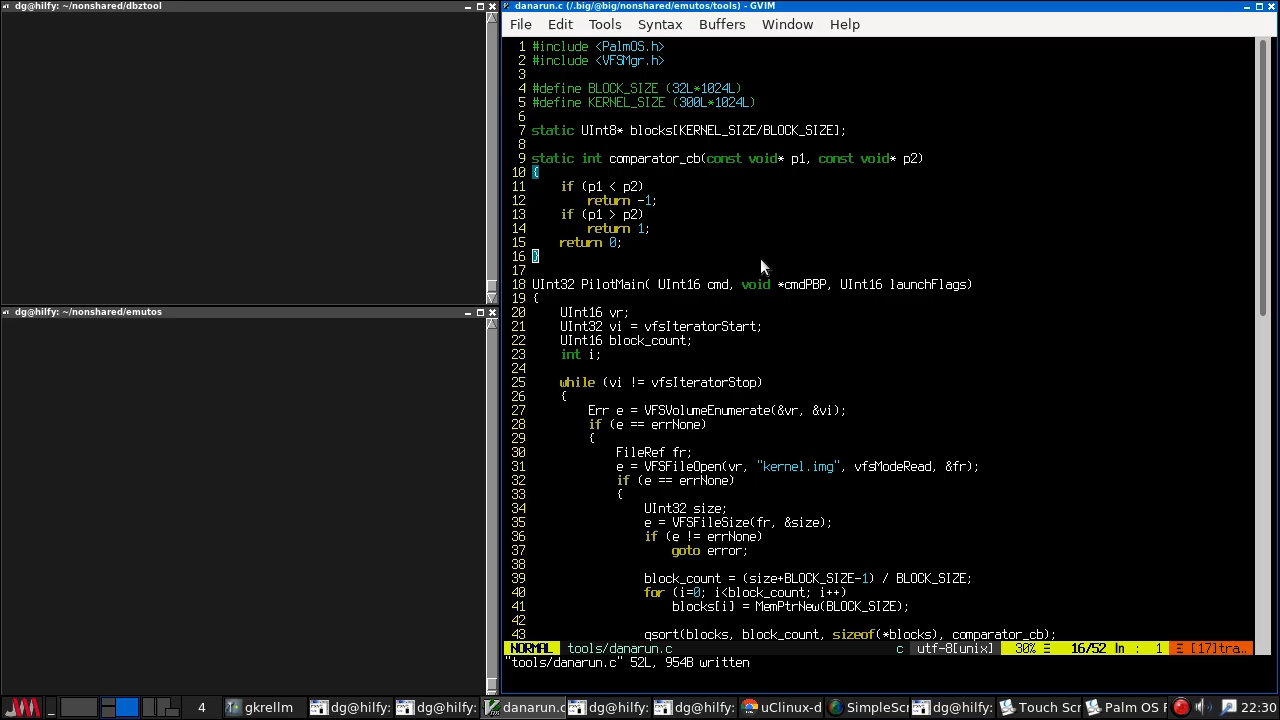 dg@hilfy: ~/nonshared/dbztool
dg@hilfy: ~/nonshared/emutos
danarun.c (/.big/@big/nonshared/emutos/tools) - GVIM
File Edit Tools Syntax Buffers Window Help
1 #include <PalmOS.h>
2 #include <VFSMgr.h>
3
4 #define BLOCK_SIZE (32L*1024L)
5 #define KERNEL_SIZE (300L*1024L)
6
7 static UInt8* blocks[KERNEL_SIZE/BLOCK_SIZE];
8
9 static int comparator_cb(const void* p1, const void* p2)
10 {
11     if (p1 < p2)
12         return -1;
13     if (p1 > p2)
14         return 1;
15     return 0;
16 }
17
18 UInt32 PilotMain( UInt16 cmd, void *cmdPBP, UInt16 launchFlags)
19 {
20     UInt16 vr;
21     UInt32 vi = vfsIteratorStart;
22     UInt16 block_count;
23     int i;
24
25     while (vi != vfsIteratorStop)
26     {
27         Err e = VFSVolumeEnumerate(&vr, &vi);
28         if (e == errNone)
29         {
30             FileRef fr;
31             e = VFSFileOpen(vr, "kernel.img", vfsModeRead, &fr);
32             if (e == errNone)
33             {
34                 UInt32 size;
35                 e = VFSFileSize(fr, &size);
36                 if (e != errNone)
37                     goto error;
38
39                 block_count = (size+BLOCK_SIZE-1) / BLOCK_SIZE;
40                 for (i=0; i<block_count; i++)
41                     blocks[i] = MemPtrNew(BLOCK_SIZE);
42
43                 qsort(blocks, block_count, sizeof(*blocks), comparator_cb);
NORMAL tools/danarun.c c utf-8[unix] 30% Ξ 16/52 ln : 1 Ξ [17]tra..
"tools/danarun.c" 52L, 954B written
4 gkrellm dg@hilfy: dg@hilfy: danarun.c dg@hilfy: dg@hilfy: uClinux-d SimpleScr dg@hilfy: Touch Scr Palm OS F 22:30